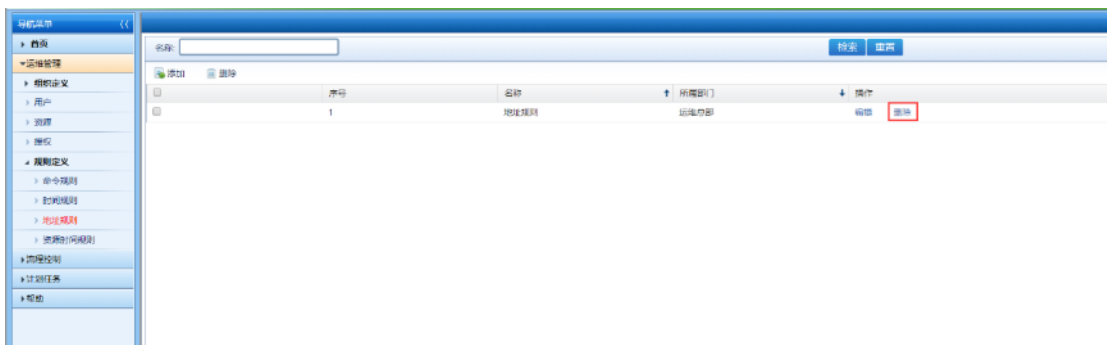 导航菜单
首页
运维管理
组织定义
用户
资源
授权
规则定义
命令规则
时间规则
地址规则
资源时间规则
流程控制
计划任务
帮助
名称:
检索 重置
添加 删除
序号 名称 所属部门 操作
1 地址规则 运维总部 编辑 删除